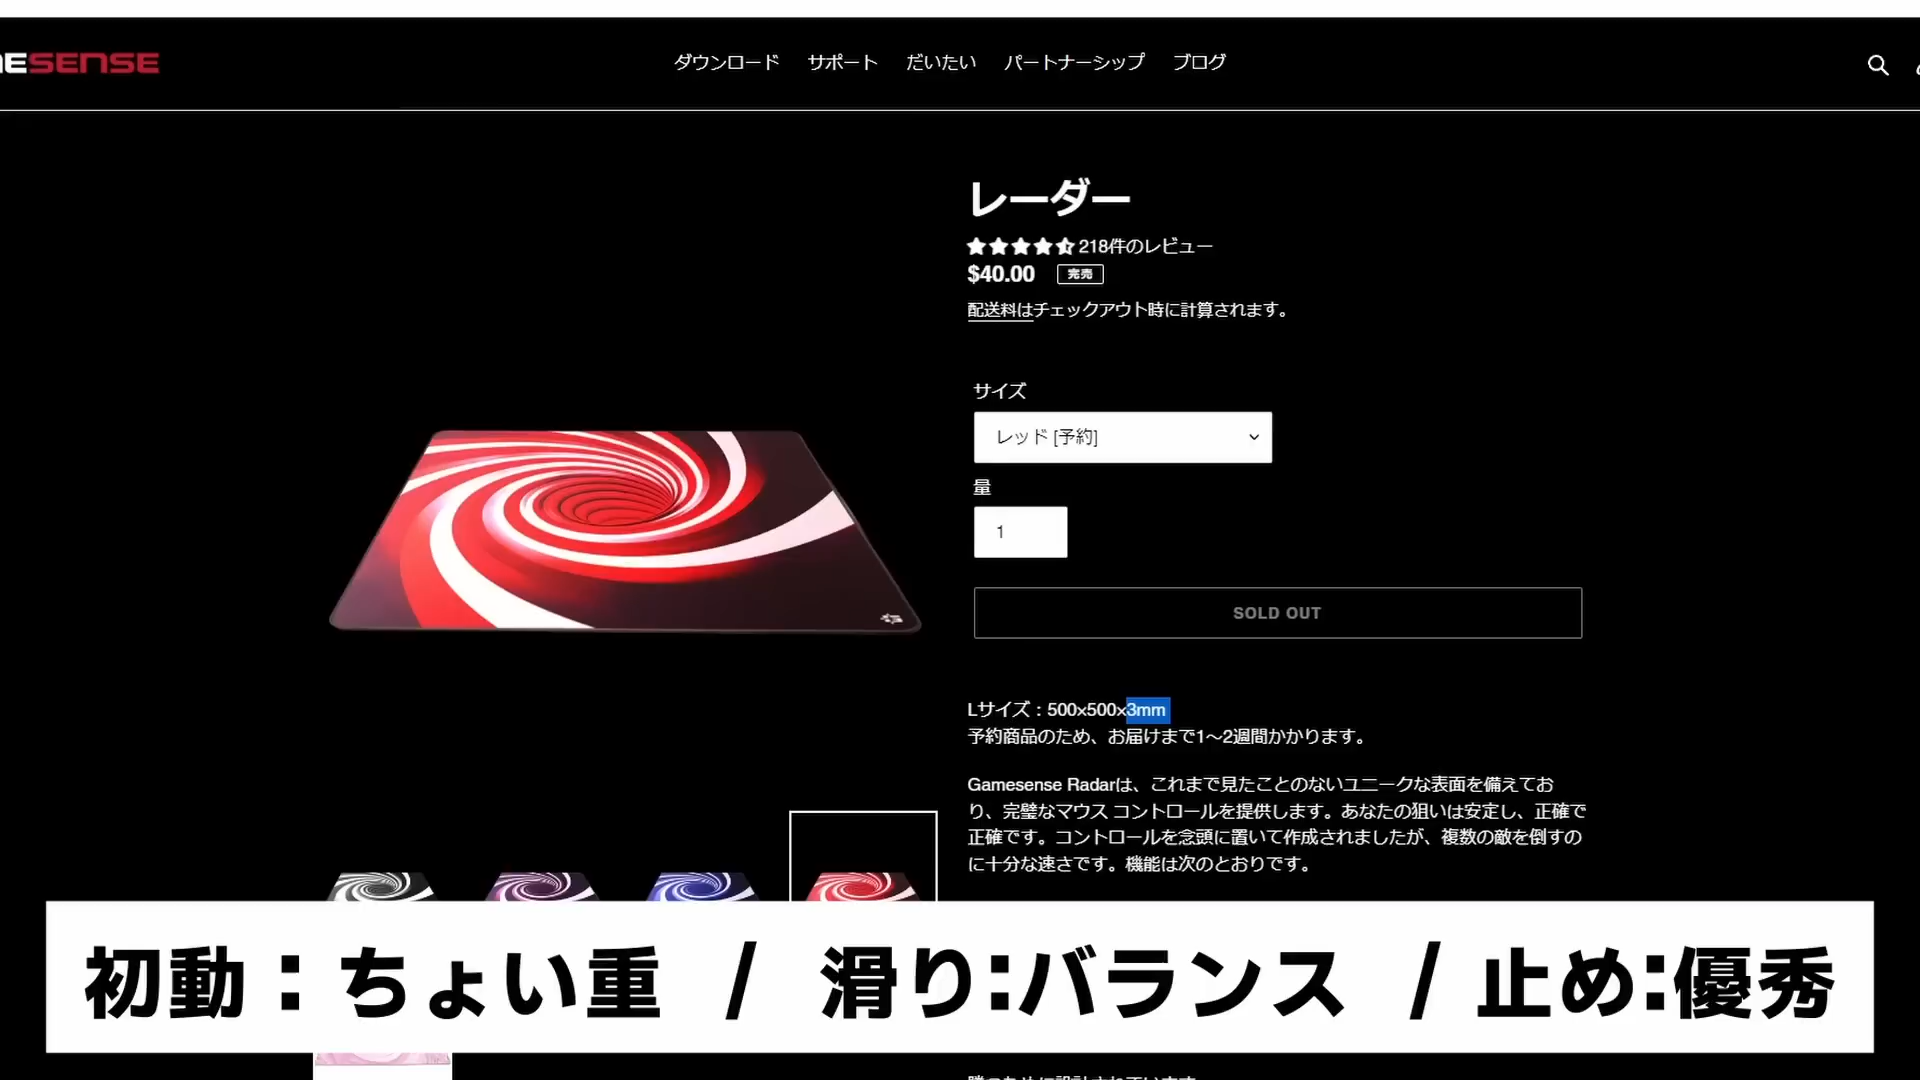 ESENSE
ダウンロード サポート だいたい パートナーシップ ブログ
レーダー
218件のレビュー
$40.00 完売
配送料はチェックアウト時に計算されます。
サイズ
レッド [予約]
量
1
SOLD OUT
Lサイズ：500×500×3mm
予約商品のため、お届けまで1〜2週間かかります。
Gamesense Radarは、これまで見たことのないユニークな表面を備えてお
り、完璧なマウス コントロールを提供します。あなたの狙いは安定し、正確で
正確です。コントロールを念頭に置いて作成されましたが、複数の敵を倒すの
に十分な速さです。機能は次のとおりです。
初動：ちょい重 / 滑り:バランス / 止め:優秀